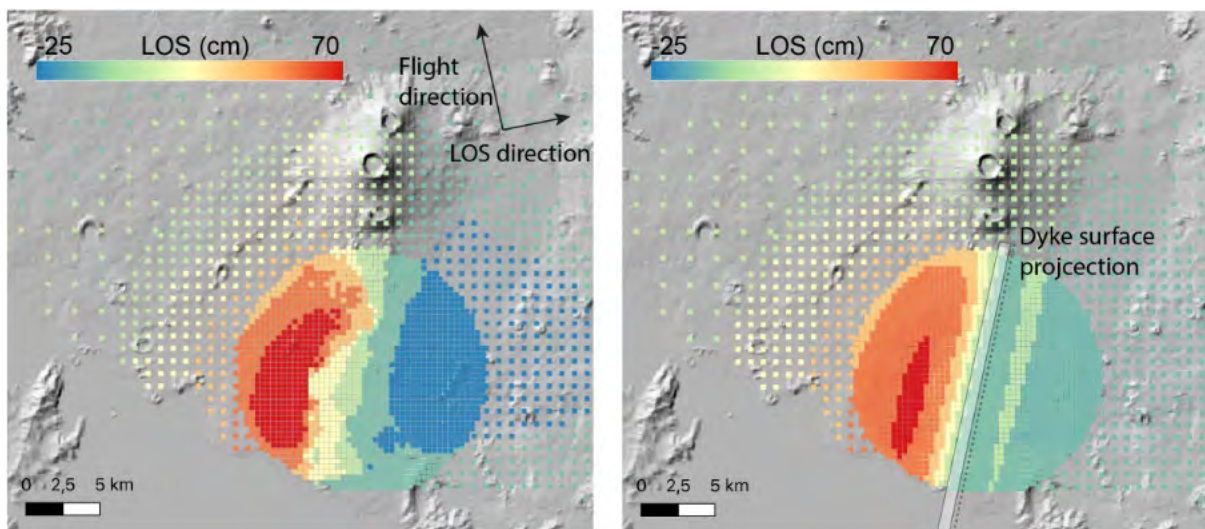 -25 LOS (cm) 70
Flight
direction
LOS direction
0 2,5 5 km
-25 LOS (cm) 70
Dyke surface
projcection
0 2,5 5 km